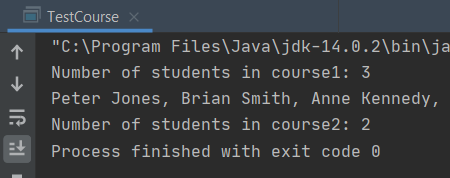 TestCourse
"C:\Program Files\Java\jdk-14.0.2\bin\ja
Number of students in course1: 3
Peter Jones, Brian Smith, Anne Kennedy,
Number of students in course2: 2
Process finished with exit code 0